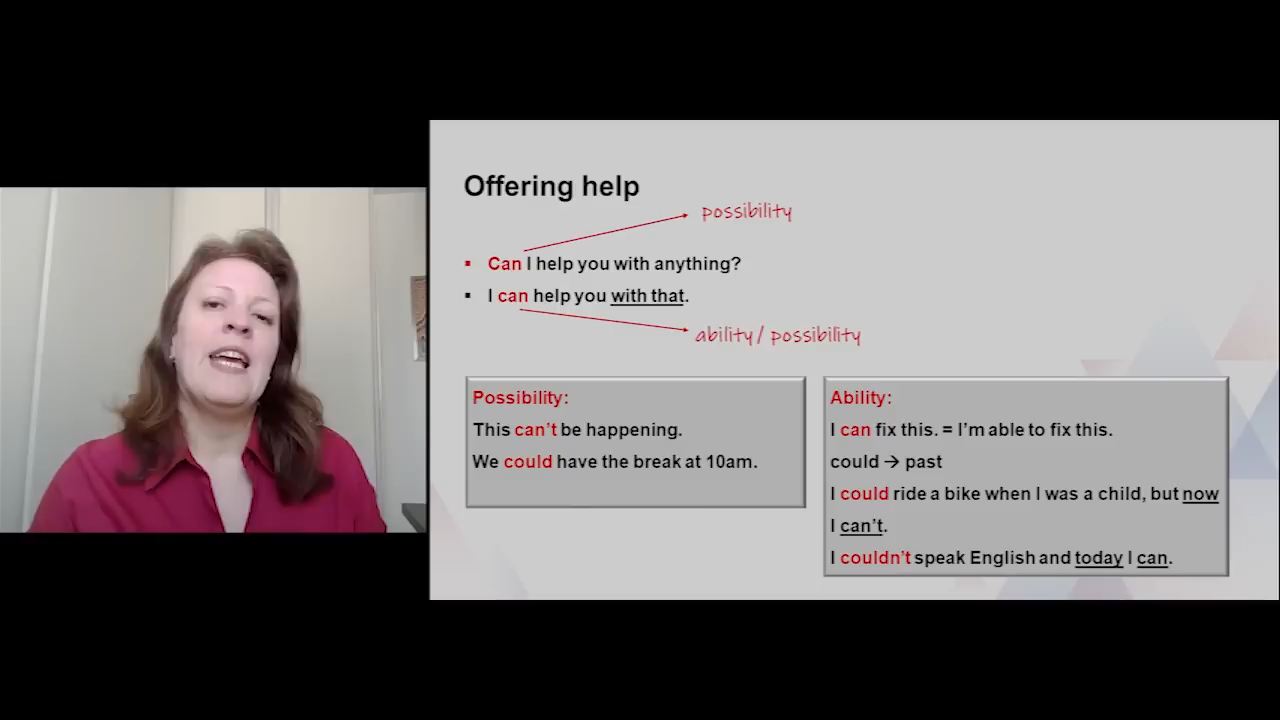 Offering help
possibility
▪ Can I help you with anything?
▪ I can help you with that.
ability / possibility
Possibility:
This can't be happening.
We could have the break at 10am.
Ability:
I can fix this. = I'm able to fix this.
could → past
I could ride a bike when I was a child, but now
I can't.
I couldn't speak English and today I can.